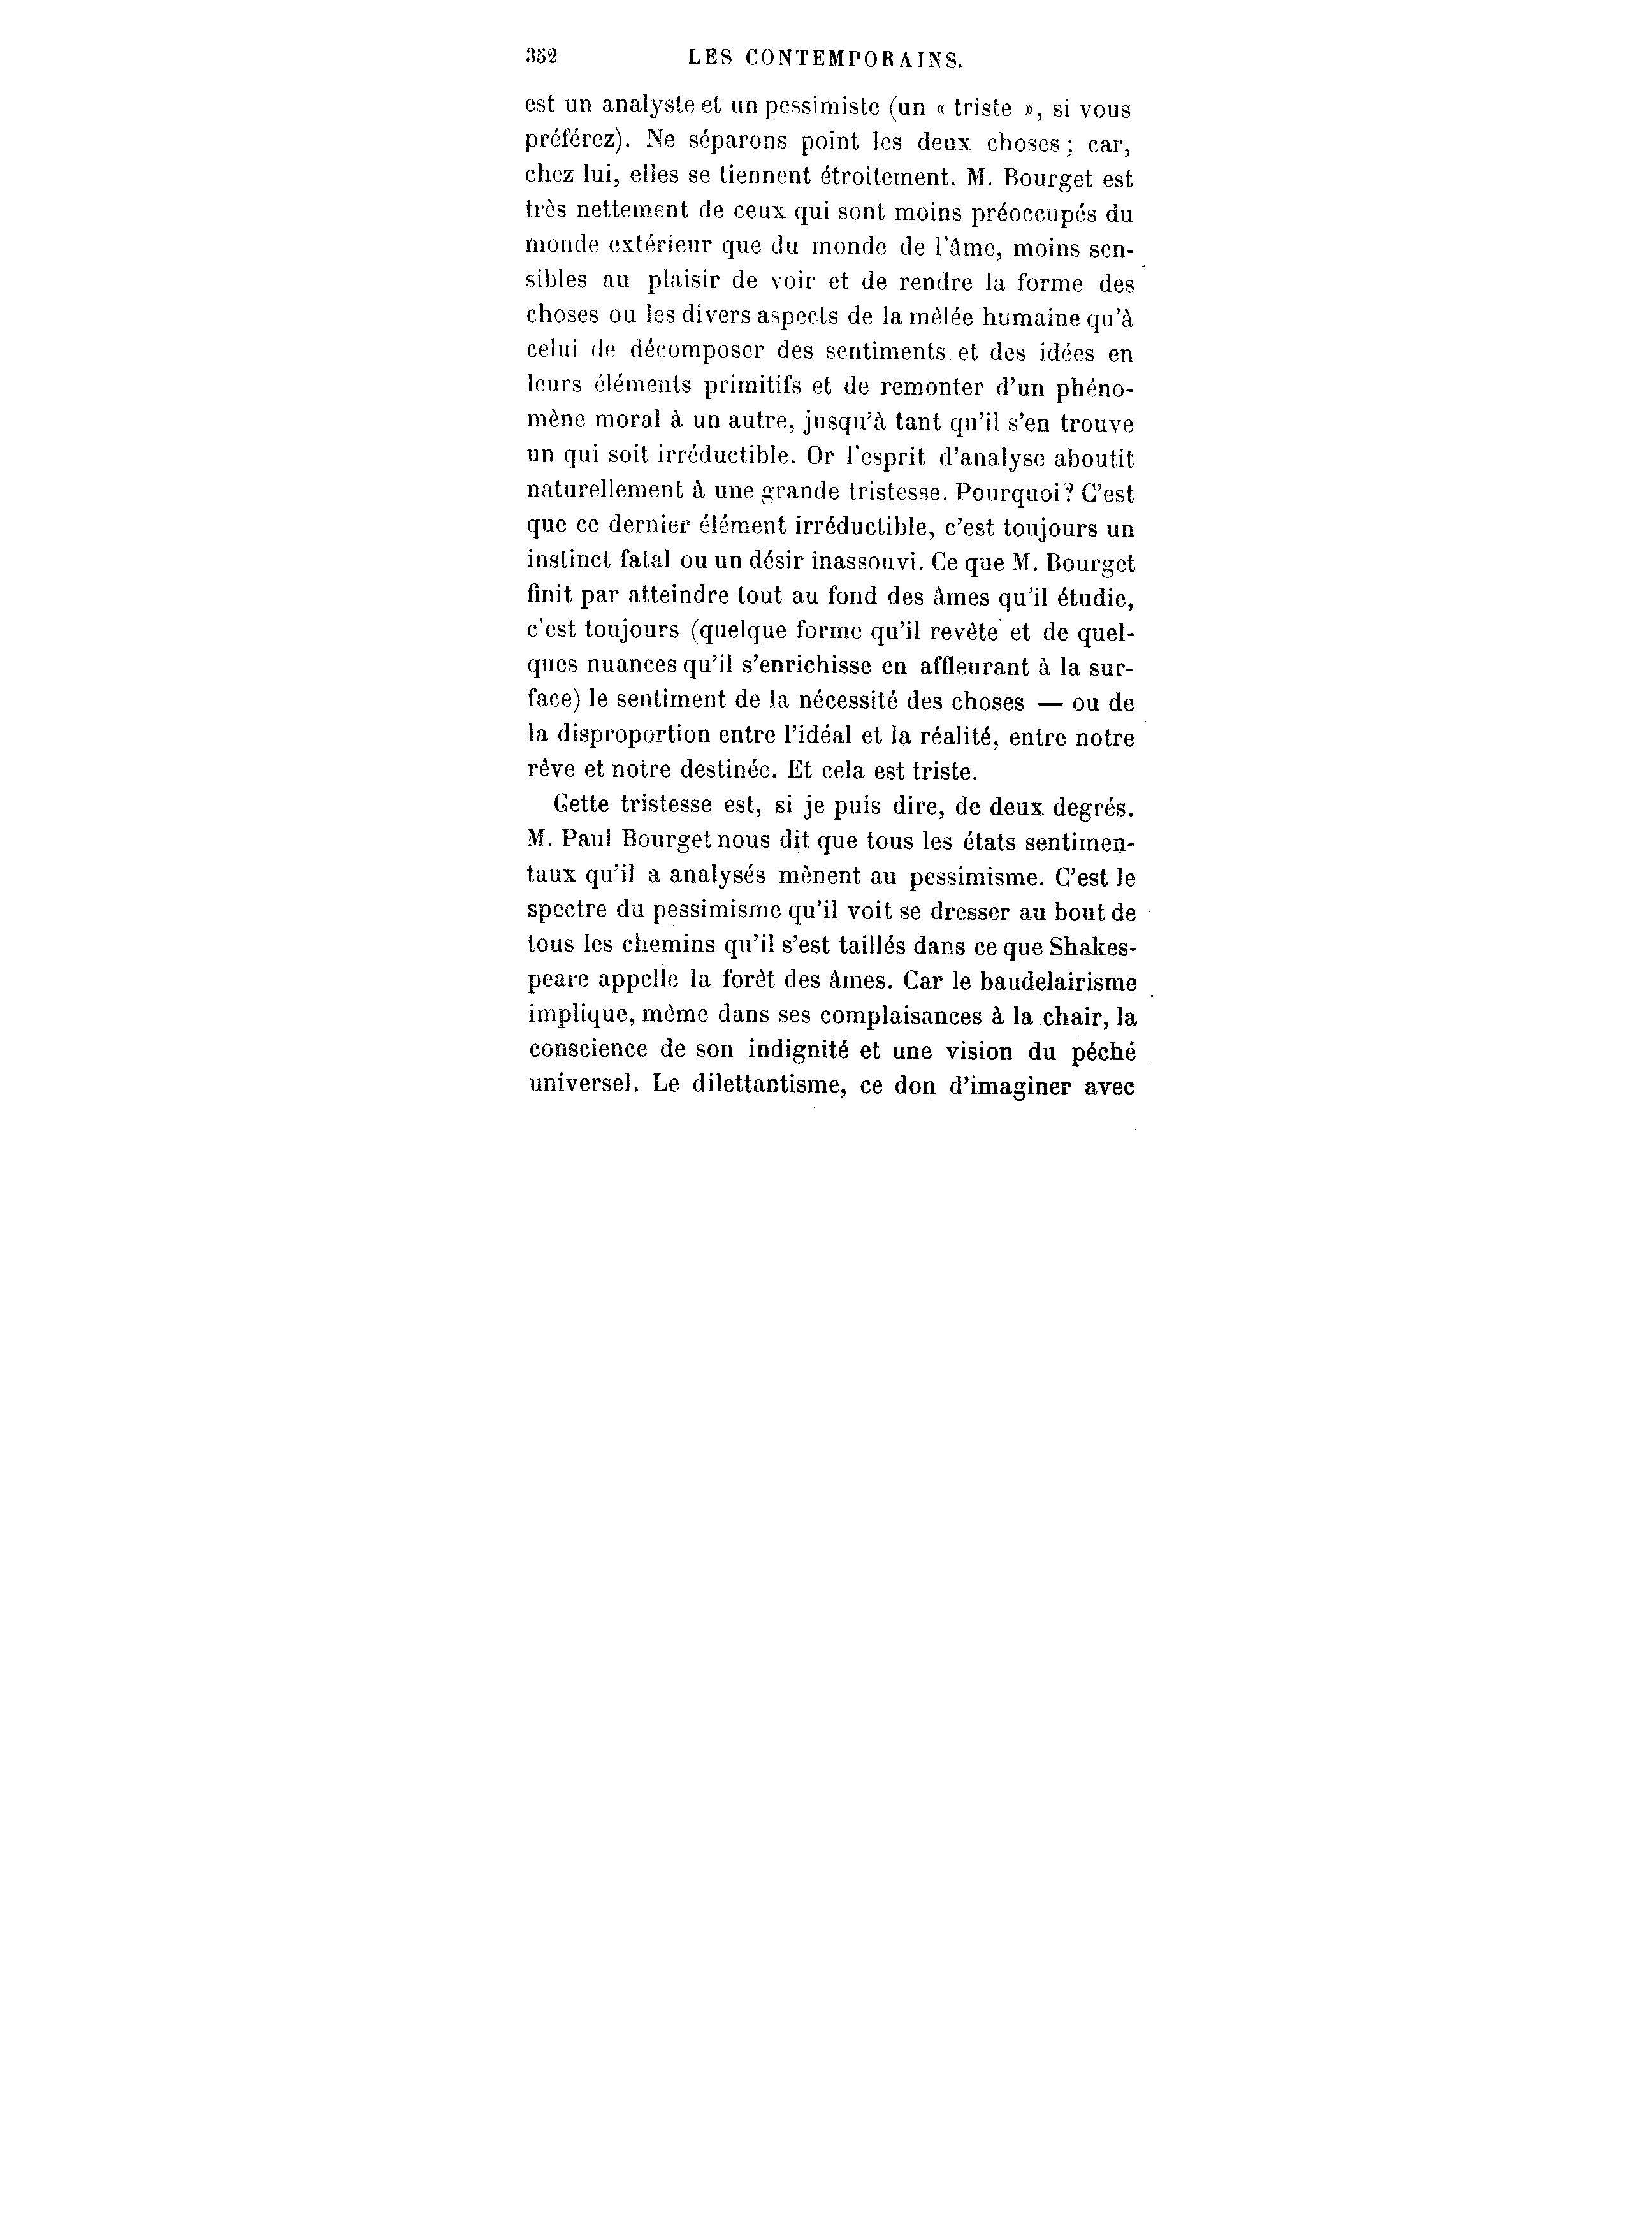 352 LES CONTEMPORAINS.
est un analyste et un pessimiste (un « triste », si vous
préférez). Ne séparons point les deux choses ; car,
chez lui, elles se tiennent étroitement. M. Bourget est
très nettement de ceux qui sont moins préoccupés du
monde extérieur que du monde de l'âme, moins sen-
sibles au plaisir de voir et de rendre la forme des
choses ou les divers aspects de la mêlée humaine qu'à
celui de décomposer des sentiments et des idées en
leurs éléments primitifs et de remonter d'un phéno-
mène moral à un autre, jusqu'à tant qu'il s'en trouve
un qui soit irréductible. Or l'esprit d'analyse aboutit
naturellement à une grande tristesse. Pourquoi ? C'est
que ce dernier élément irréductible, c'est toujours un
instinct fatal ou un désir inassouvi. Ce que M. Bourget
finit par atteindre tout au fond des âmes qu'il étudie,
c'est toujours (quelque forme qu'il revête et de quel-
ques nuances qu'il s'enrichisse en affleurant à la sur-
face) le sentiment de la nécessité des choses — ou de
la disproportion entre l'idéal et la réalité, entre notre
rêve et notre destinée. Et cela est triste.
Cette tristesse est, si je puis dire, de deux degrés.
M. Paul Bourget nous dit que tous les états sentimen-
taux qu'il a analysés mènent au pessimisme. C'est le
spectre du pessimisme qu'il voit se dresser au bout de
tous les chemins qu'il s'est taillés dans ce que Shakes-
peare appelle la forêt des âmes. Car le baudelairisme
implique, même dans ses complaisances à la chair, la
conscience de son indignité et une vision du péché
universel. Le dilettantisme, ce don d'imaginer avec